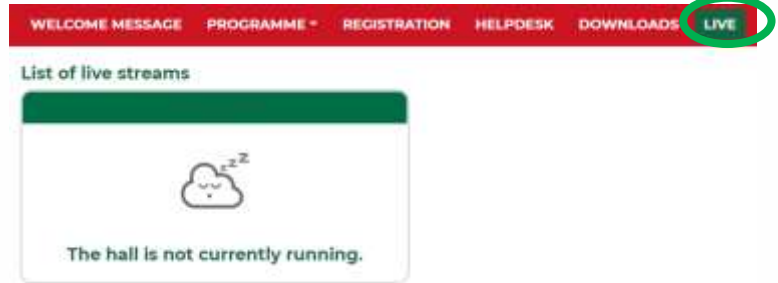 WELCOME MESSAGE PROGRAMME REGISTRATION HELPDESK DOWNLOADS LIVE
List of live streams
z z z
The hall is not currently running.